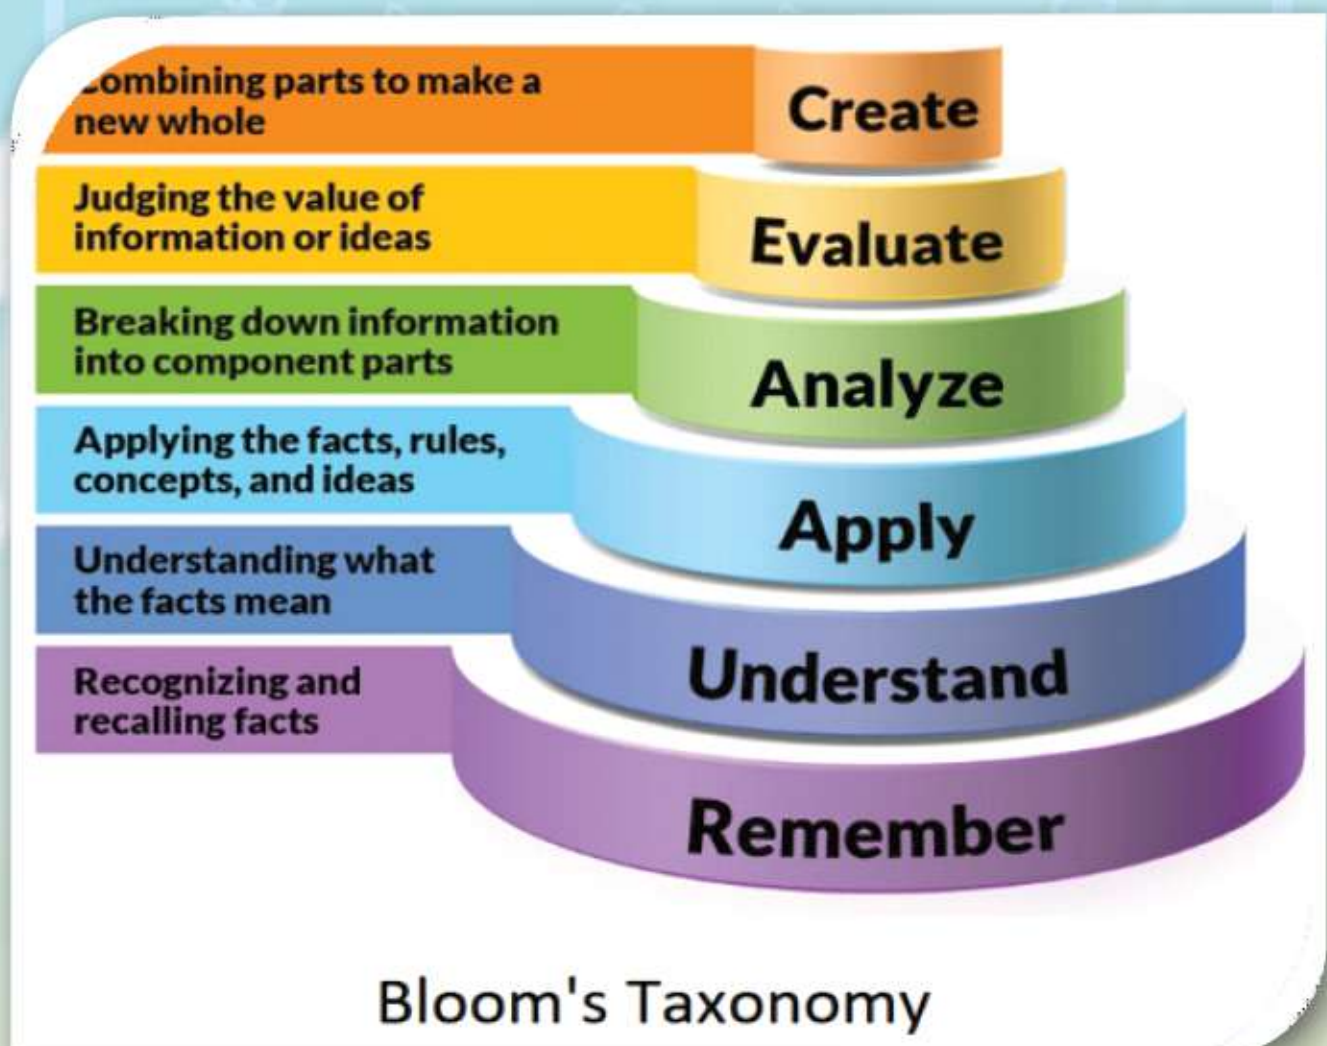 Combining parts to make a
new whole
Create
Judging the value of
information or ideas
Evaluate
Breaking down information
into component parts
Analyze
Applying the facts, rules,
concepts, and ideas
Apply
Understanding what
the facts mean
Understand
Recognizing and
recalling facts
Remember
Bloom's Taxonomy